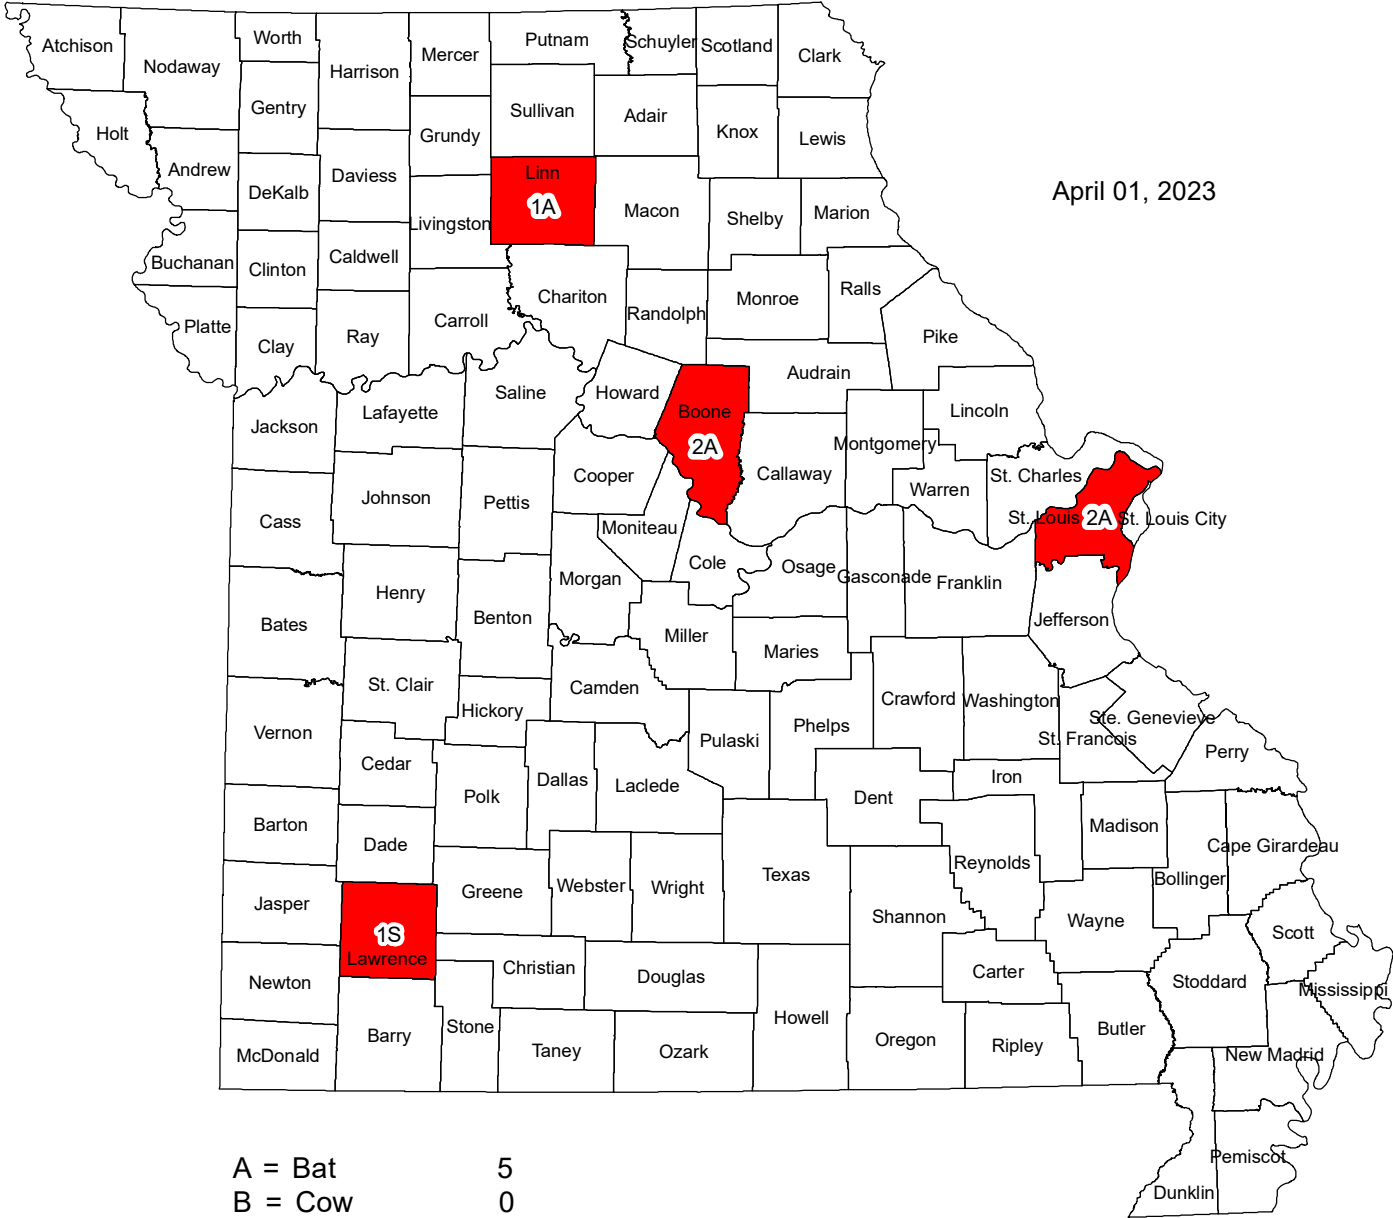 Atchison
Nodaway
Worth
Harrison
Mercer
Putnam
Schuyler
Scotland
Clark
Holt
Andrew
Gentry
DeKalb
Daviess
Grundy
Sullivan
Adair
Knox
Lewis
Linn
1A
Livingston
Macon
Shelby
Marion
April 01, 2023
Buchanan
Clinton
Caldwell
Platte
Clay
Ray
Carroll
Chariton
Randolph
Monroe
Ralls
Pike
Jackson
Lafayette
Saline
Howard
Boone
2A
Audrain
Callaway
Montgomery
Lincoln
Warren
St. Charles
St. Louis
2A
St. Louis City
Cass
Johnson
Pettis
Cooper
Moniteau
Cole
Osage
Gasconade
Franklin
Jefferson
Bates
Henry
Benton
Morgan
Miller
Maries
Vernon
St. Clair
Hickory
Camden
Pulaski
Phelps
Crawford
Washington
Ste. Genevieve
St. Francois
Perry
Cedar
Polk
Dallas
Laclede
Dent
Iron
Madison
Barton
Dade
Greene
Webster
Wright
Texas
Reynolds
Bollinger
Cape Girardeau
Jasper
1S
Lawrence
Shannon
Wayne
Scott
Newton
Christian
Douglas
Carter
Stoddard
Mississippi
McDonald
Barry
Stone
Taney
Ozark
Howell
Oregon
Ripley
Butler
New Madrid
Pemiscot
Dunklin
A = Bat 5
B = Cow 0